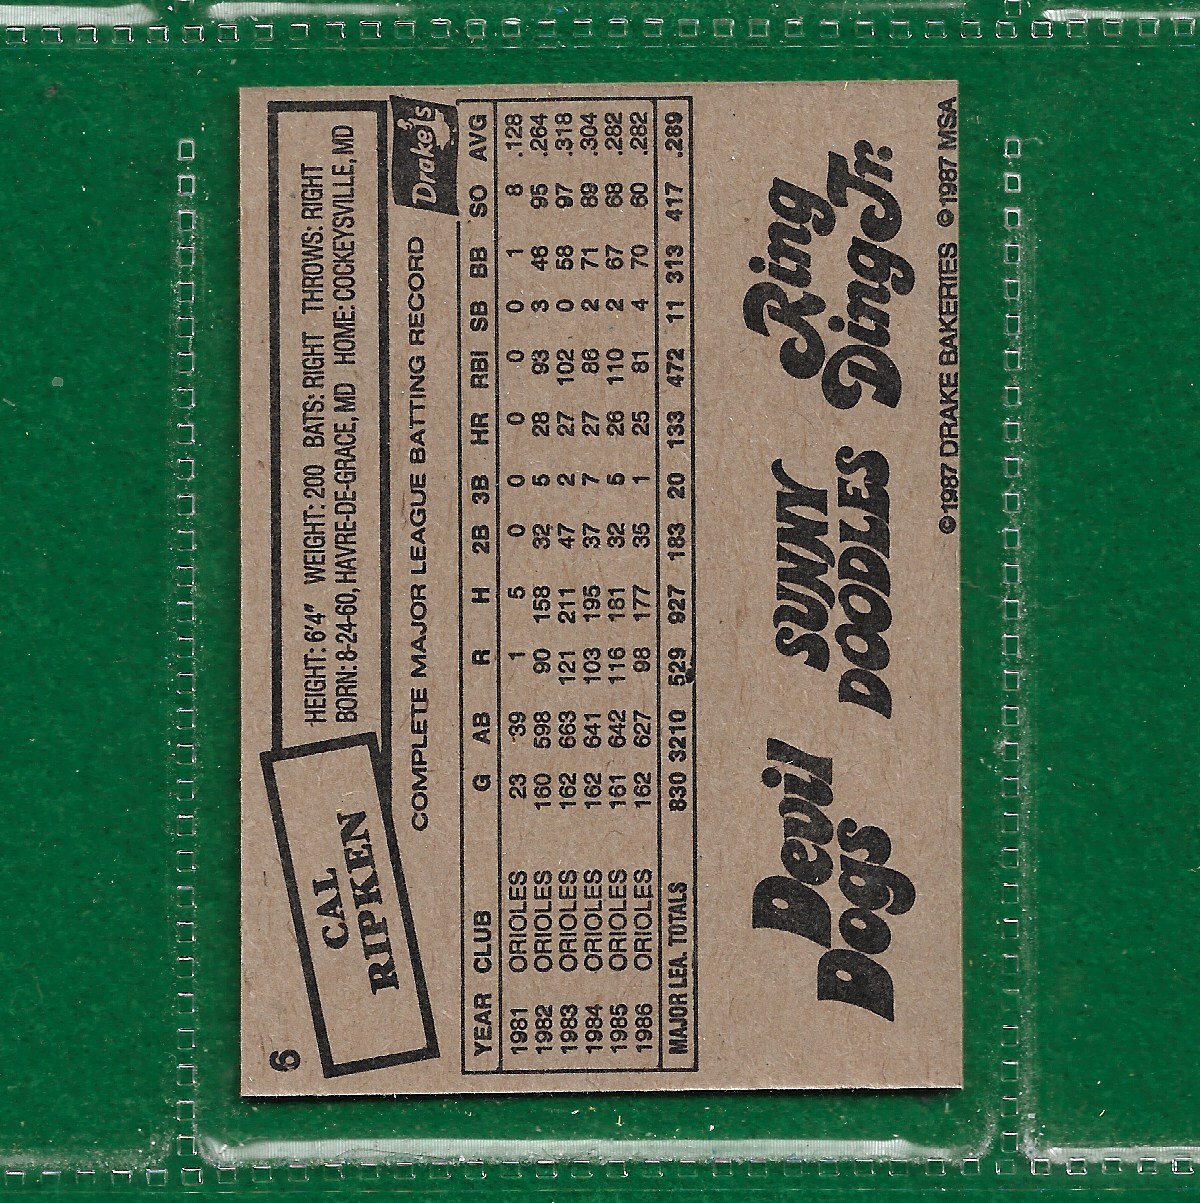 6
CAL
RIPKEN
HEIGHT: 6'4" WEIGHT: 200 BATS: RIGHT THROWS: RIGHT
BORN: 8-24-60, HAVRE-DE-GRACE, MD HOME: COCKEYSVILLE, MD
COMPLETE MAJOR LEAGUE BATTING RECORD
Drake's
YEAR CLUB G AB R H 2B 3B HR RBI SB BB SO AVG
1981 ORIOLES 23 39 1 5 0 0 0 0 0 1 8 .128
1982 ORIOLES 160 598 90 158 32 5 28 93 3 46 95 .264
1983 ORIOLES 162 663 121 211 47 2 27 102 0 58 97 .318
1984 ORIOLES 162 641 103 195 37 7 27 86 2 71 89 .304
1985 ORIOLES 161 642 116 181 32 5 26 110 2 67 68 .282
1986 ORIOLES 162 627 98 177 35 1 25 81 4 70 60 .282
MAJOR LEA. TOTALS 830 3210 529 927 183 20 133 472 11 313 417 .289
Devil
Dogs
SUNNY
DOODLES
Ring
Ding Jr.
©1987 DRAKE BAKERIES ©1987 MSA